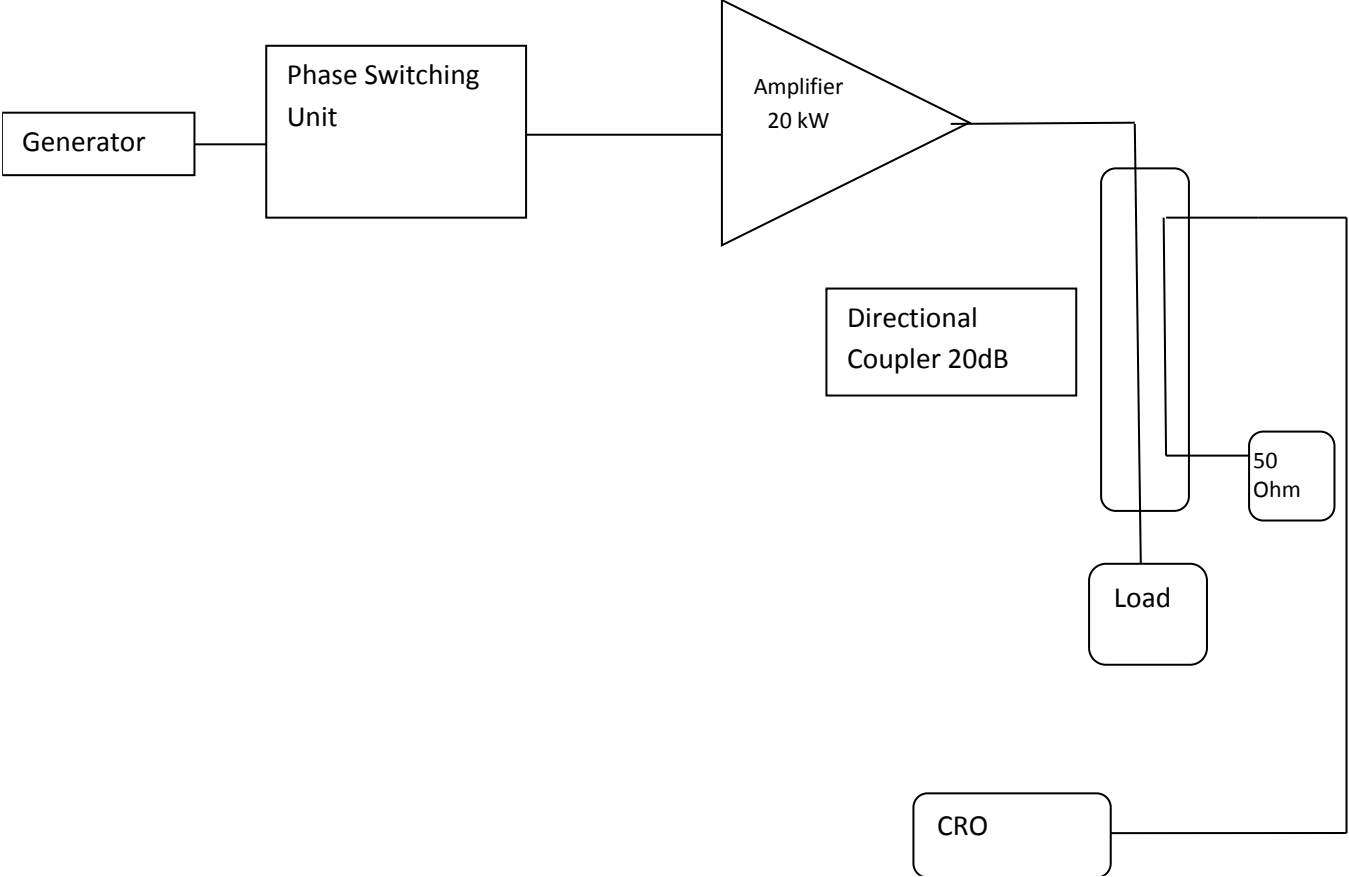 Generator
Phase Switching
Unit
Amplifier
20 kW
Directional
Coupler 20dB
50
Ohm
Load
CRO